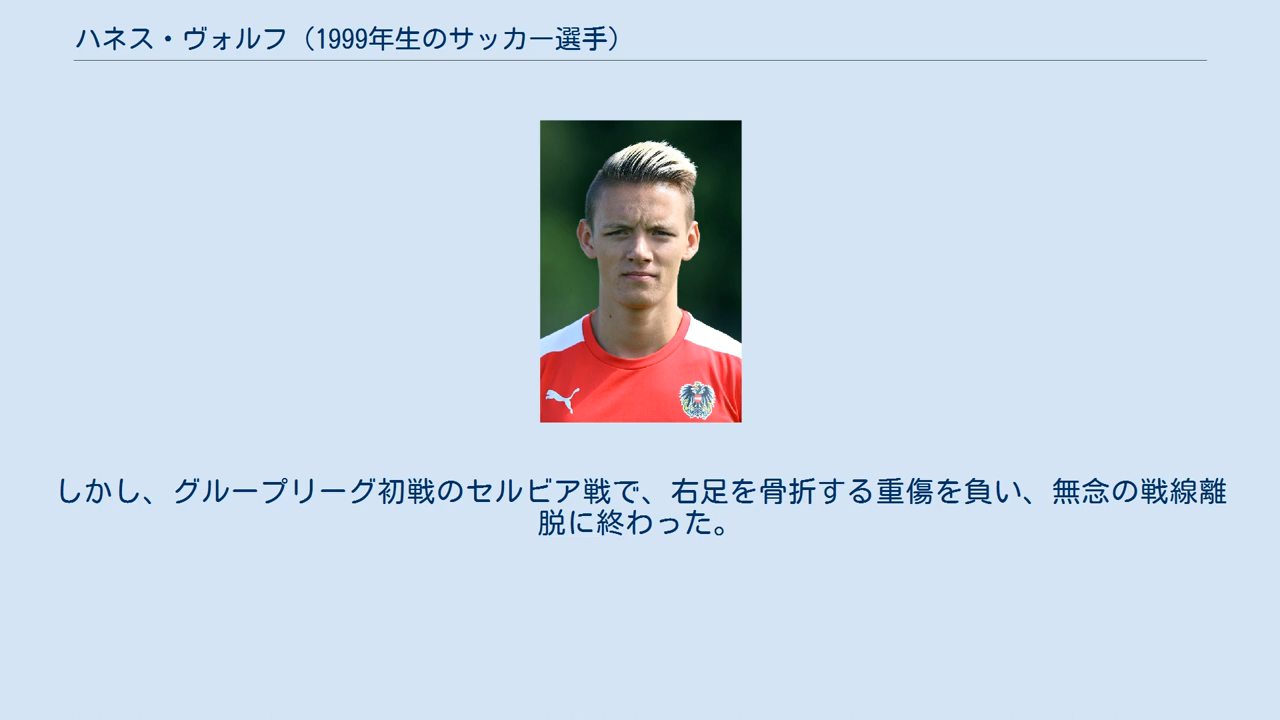 ハネス・ヴォルフ（1999年生のサッカー選手）
しかし、グループリーグ初戦のセルビア戦で、右足を骨折する重傷を負い、無念の戦線離
脱に終わった。